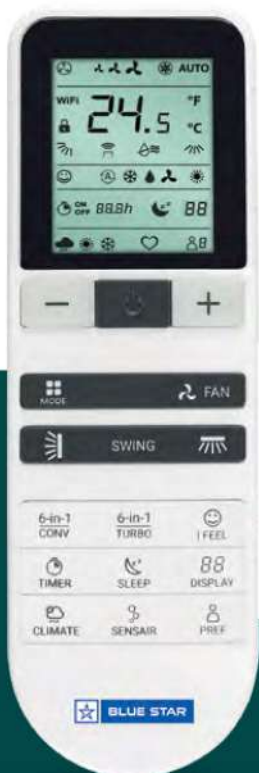 AUTO
WiFi 24.5 °F
°C
ON
OFF 88.8h 88
8
− +
MODE FAN
SWING
6-in-1 6-in-1
CONV TURBO I FEEL
88
TIMER SLEEP DISPLAY
CLIMATE SENSAIR PREF
BLUE STAR